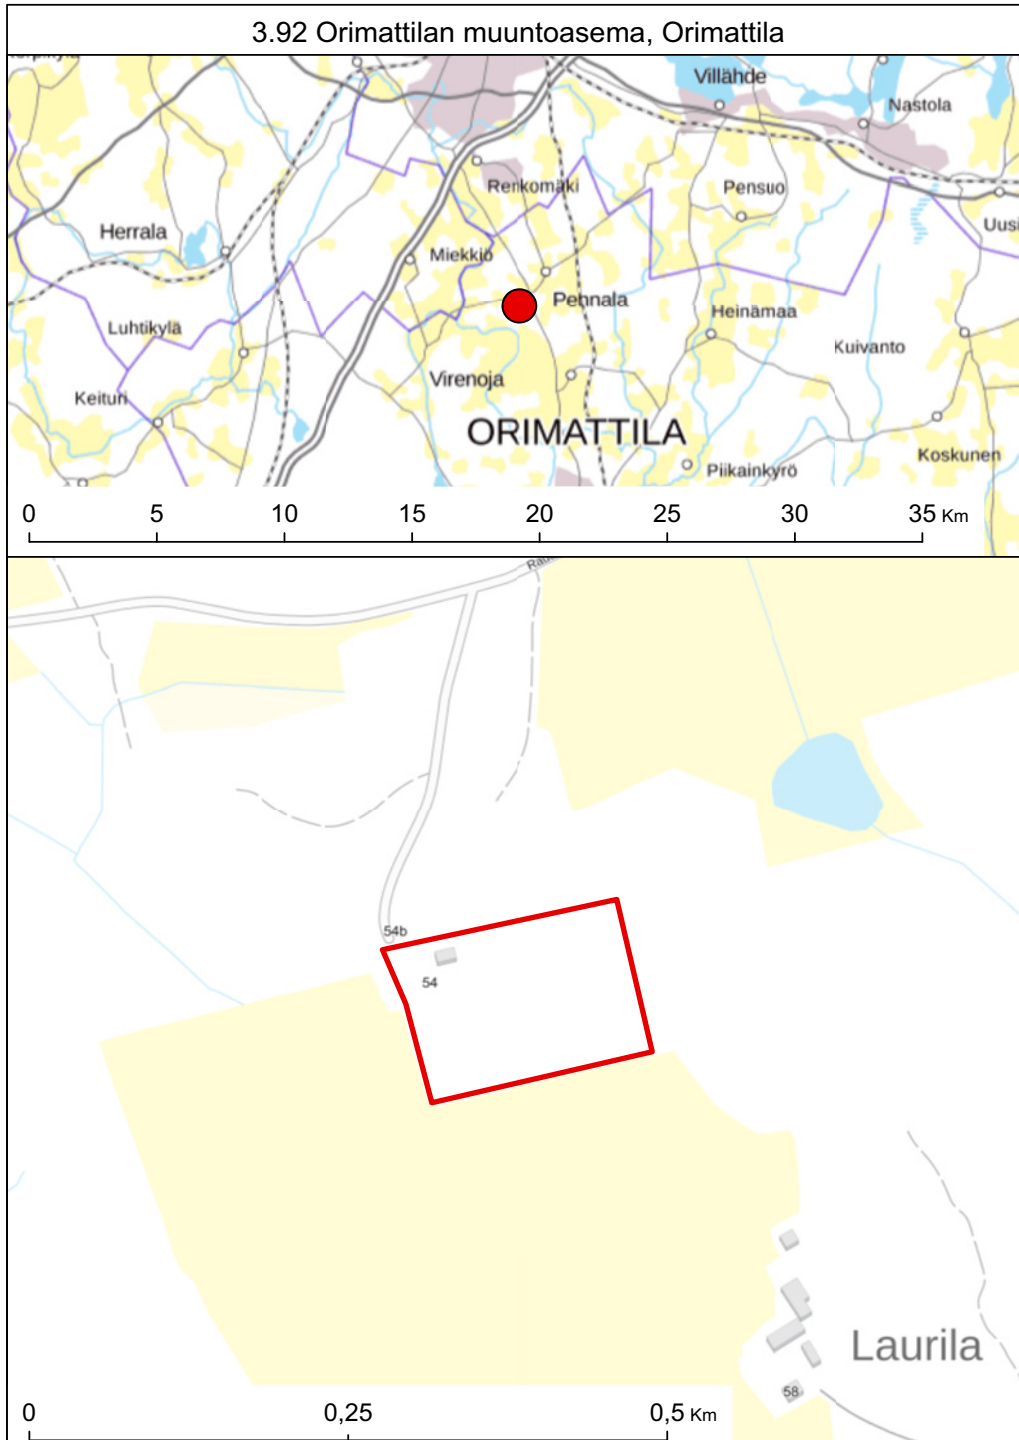 3.92 Orimattilan muuntoasema, Orimattila
Villähde
Nastola
Renkomäki
Pensuo
Herrala
Uusi
Miekkiö
Pennala
Heinämaa
Luhtikylä
Kuivanto
Virenoja
Keituri
ORIMATTILA
Koskunen
Piikainkyrö
0 5 10 15 20 25 30 35 Km
54b
54
Laurila
58
0 0,25 0,5 Km